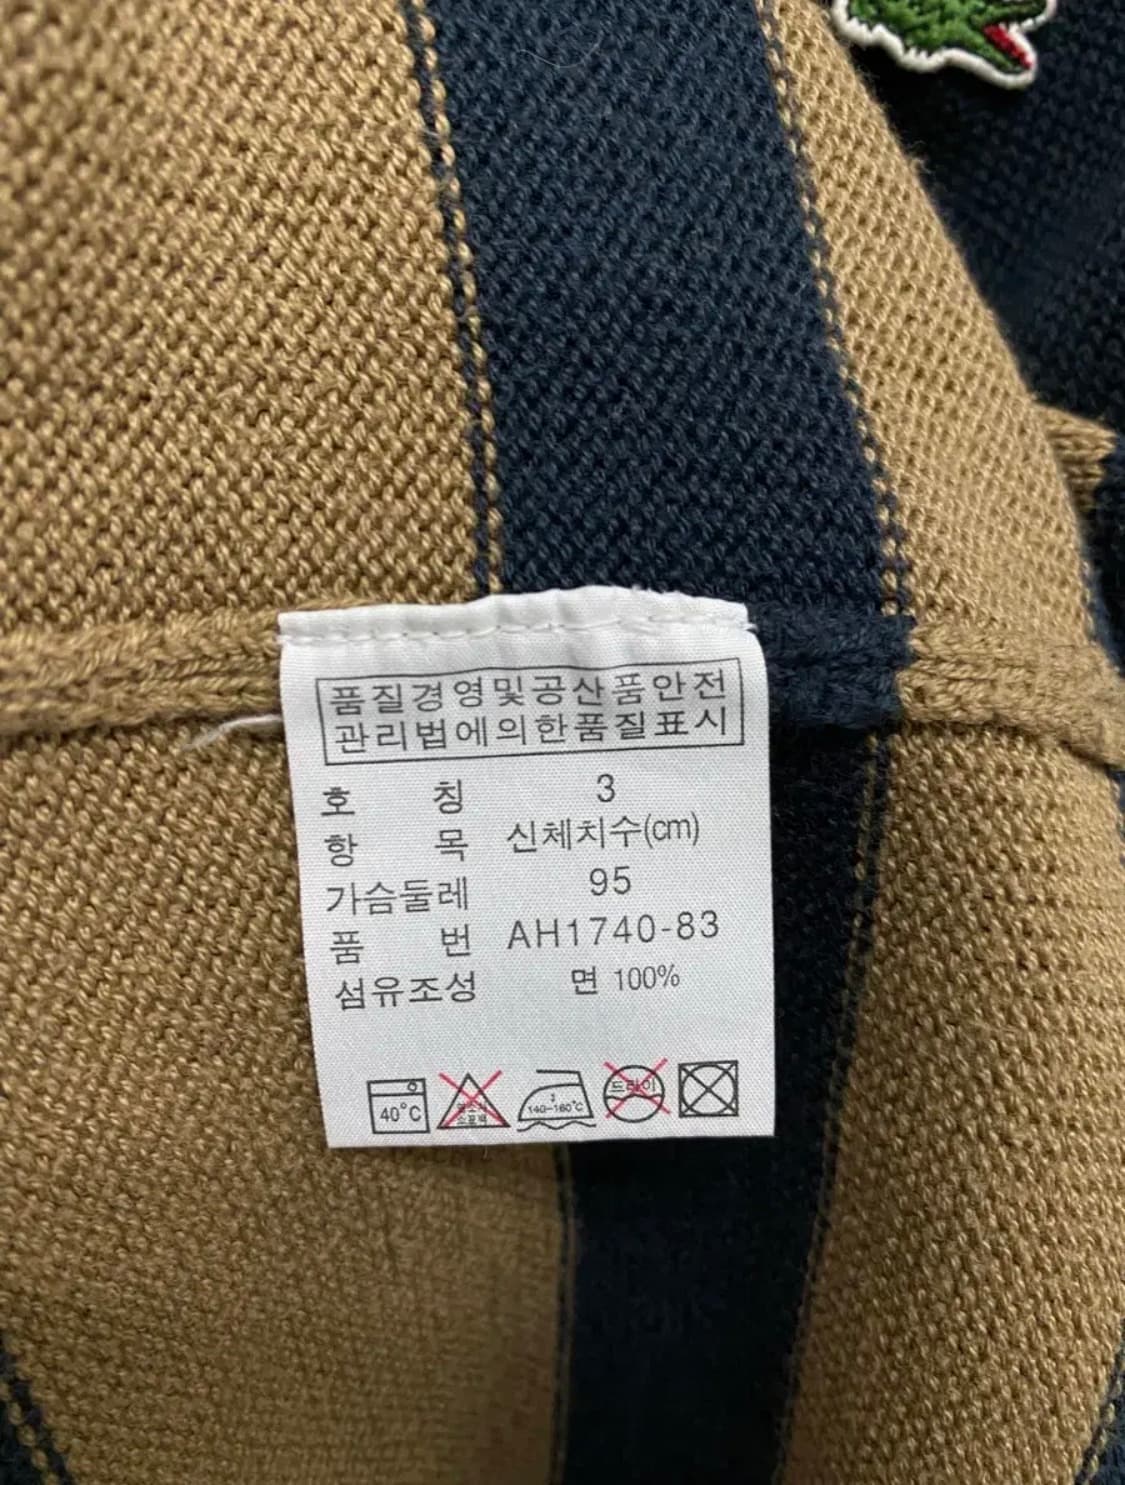 품질경영및공산품안전
관리법에의한품질표시
호 칭 3
항 목 신체치수(cm)
가슴둘레 95
품 번 AH1740-83
섬유조성 면 100%
40°C
2
140~160°C
드라이